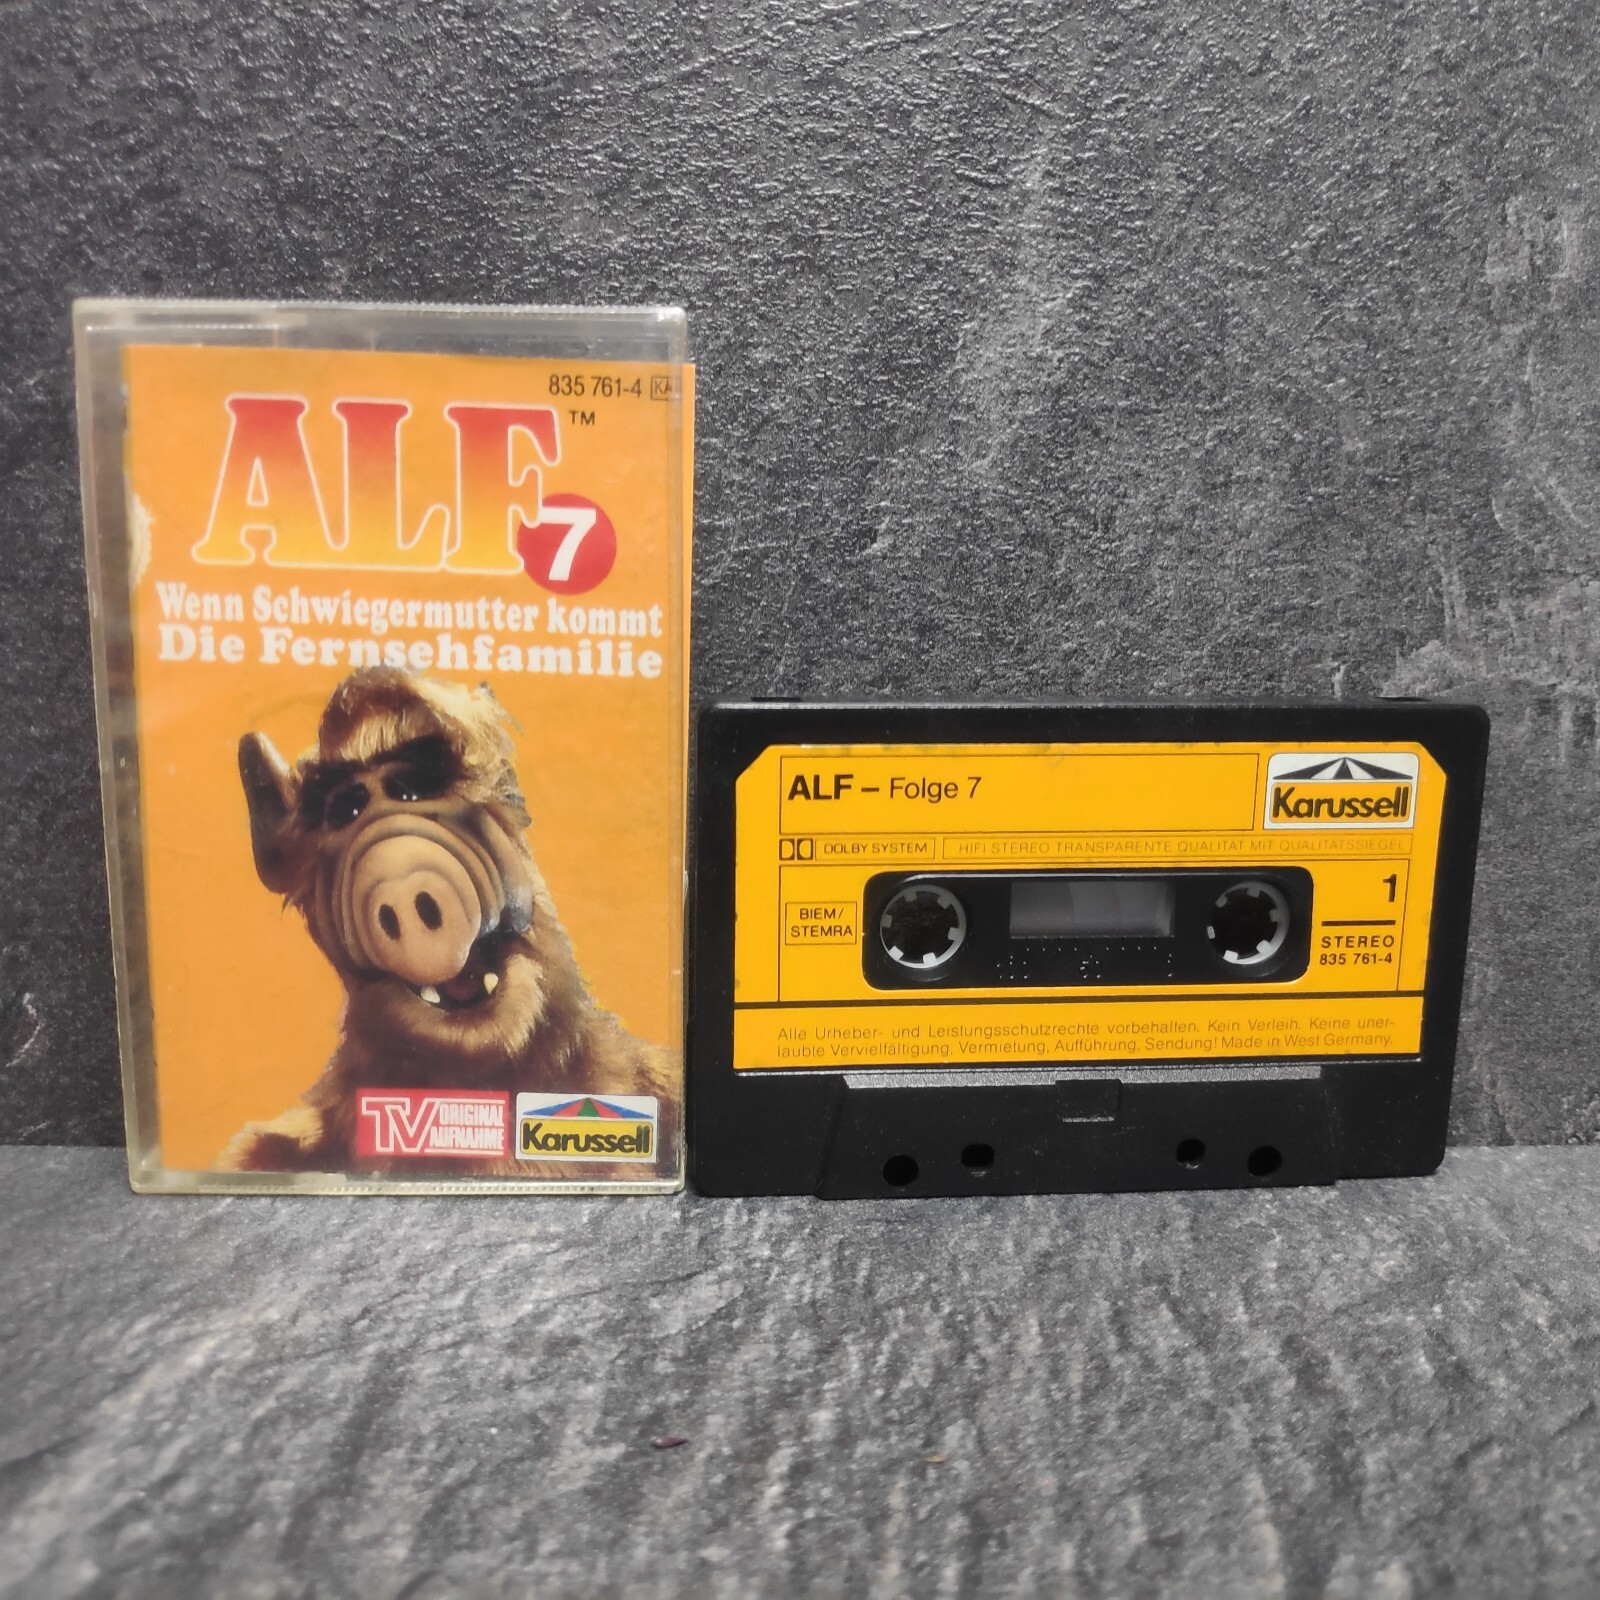 835 761-4 KA
ALF™
7
Wenn Schwiegermutter kommt
Die Fernsehfamilie
TV ORIGINAL
AUFNAHME
Karussell
ALF – Folge 7
Karussell
DOLBY SYSTEM
HIFI STEREO TRANSPARENTE QUALITÄT MIT QUALITÄTSSIEGEL
1
BIEM/
STEMRA
STEREO
835 761-4
Alle Urheber- und Leistungsschutzrechte vorbehalten. Kein Verleih. Keine uner-
laubte Vervielfältigung, Vermietung, Aufführung, Sendung! Made in West Germany.